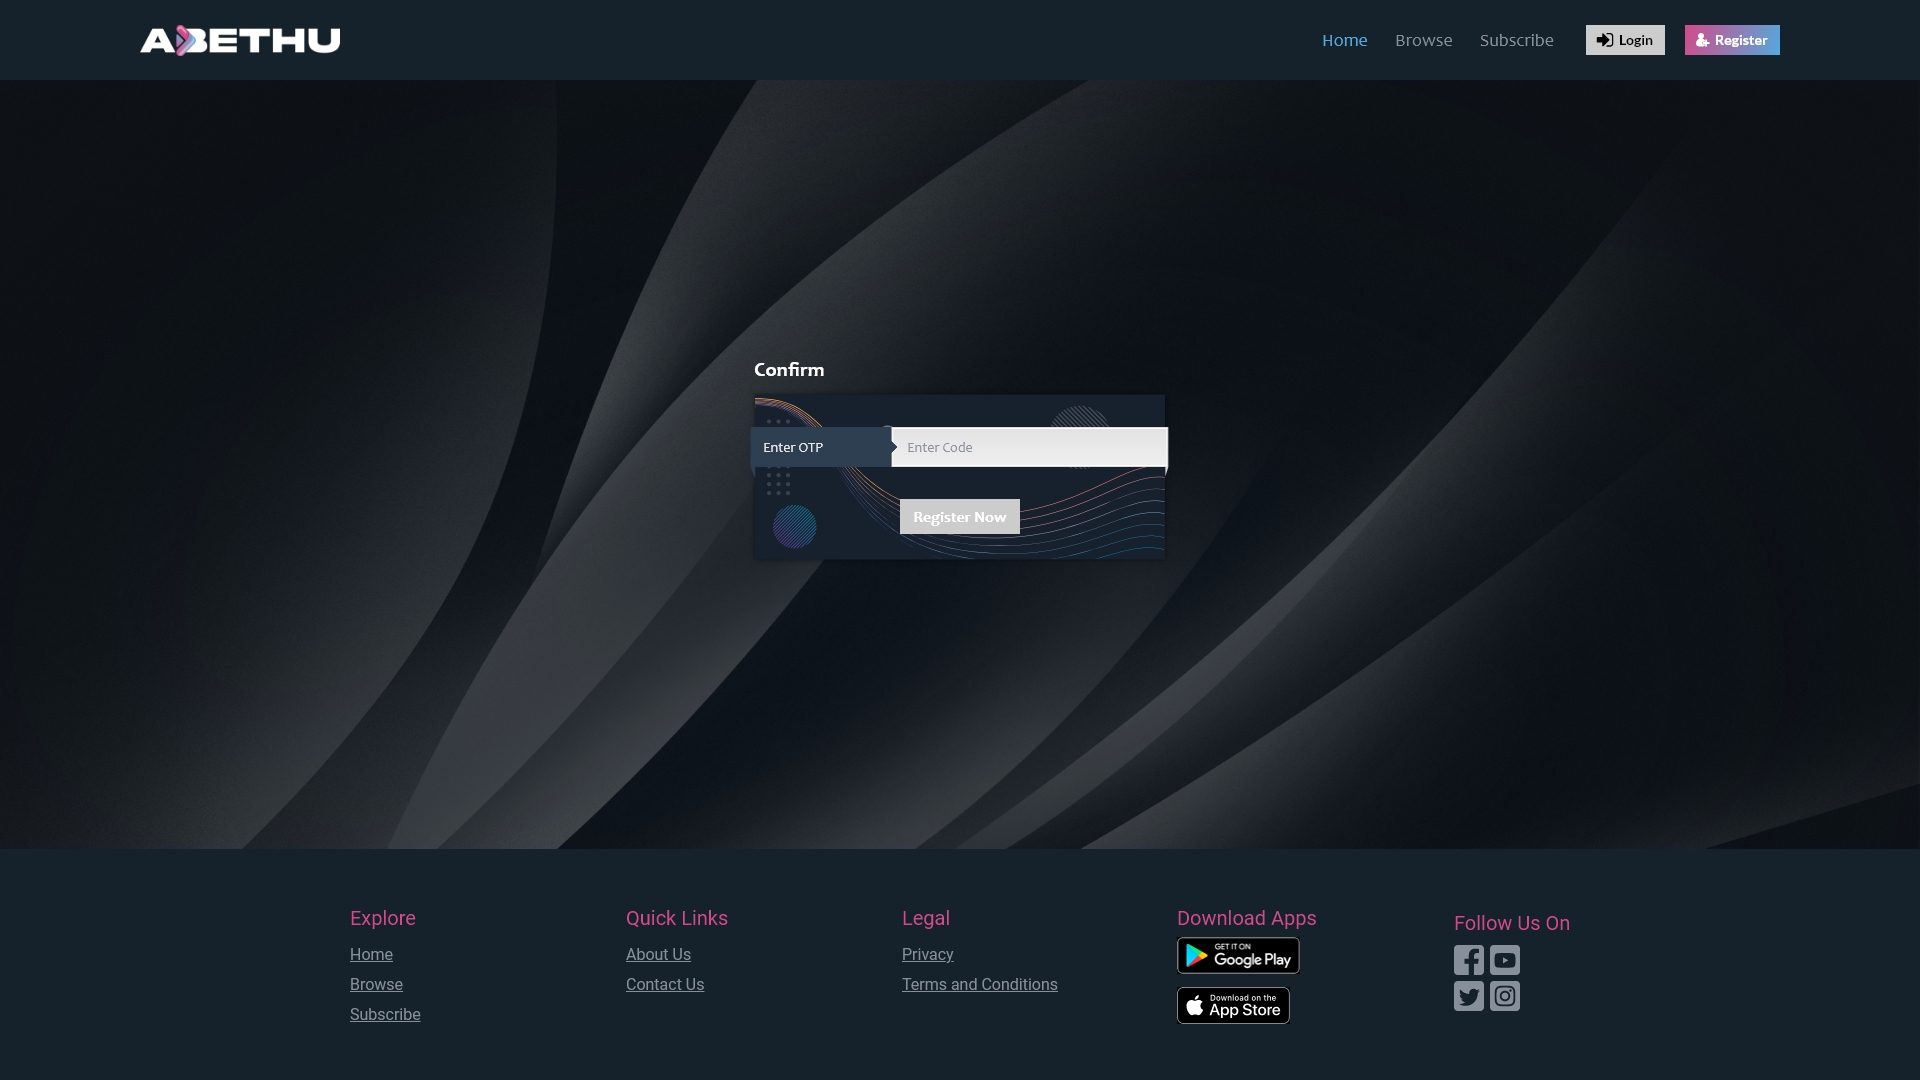 ABETHU
Home
Browse
Subscribe
Login
Register
Confirm
Enter OTP
Enter Code
Register Now
Explore
Home
Browse
Subscribe
Quick Links
About Us
Contact Us
Legal
Privacy
Terms and Conditions
Download Apps
GET IT ON
Google Play
Download on the
App Store
Follow Us On